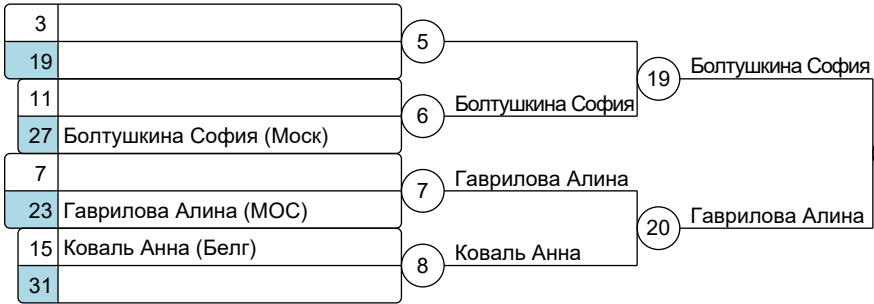 3
5
19
19 Болтушкина София
11
6 Болтушкина София
27 Болтушкина София (Моск)
7
7 Гаврилова Алина
23 Гаврилова Алина (МОС)
20 Гаврилова Алина
15 Коваль Анна (Белг)
8 Коваль Анна
31